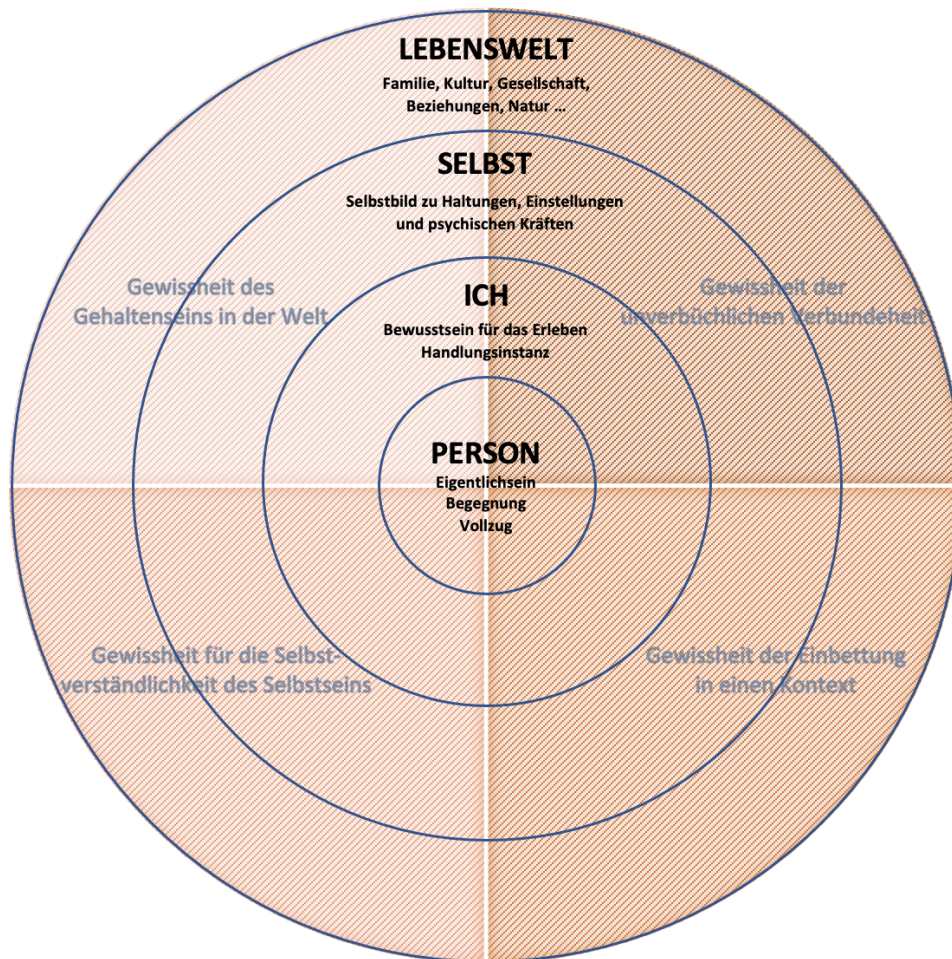 LEBENSWELT
Familie, Kultur, Gesellschaft,
Beziehungen, Natur ...
SELBST
Selbstbild zu Haltungen, Einstellungen
und psychischen Kräften
Gewissheit des
Gehaltenseins in der Welt
Gewissheit der
unverbüchlichen Verbundeheit
ICH
Bewusstsein für das Erleben
Handlungsinstanz
PERSON
Eigentlichsein
Begegnung
Vollzug
Gewissheit für die Selbst-
verständlichkeit des Selbstseins
Gewissheit der Einbettung
in einen Kontext